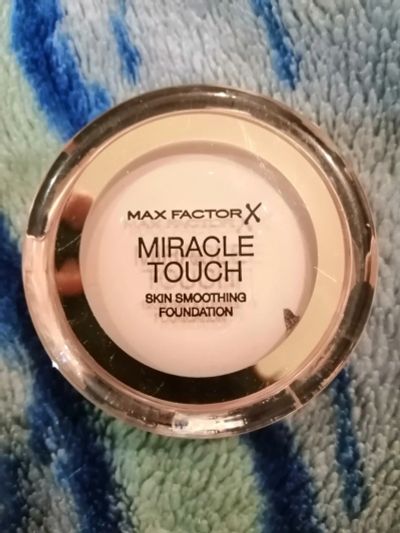 MAX FACTOR X
MIRACLE
TOUCH
SKIN SMOOTHING
FOUNDATION